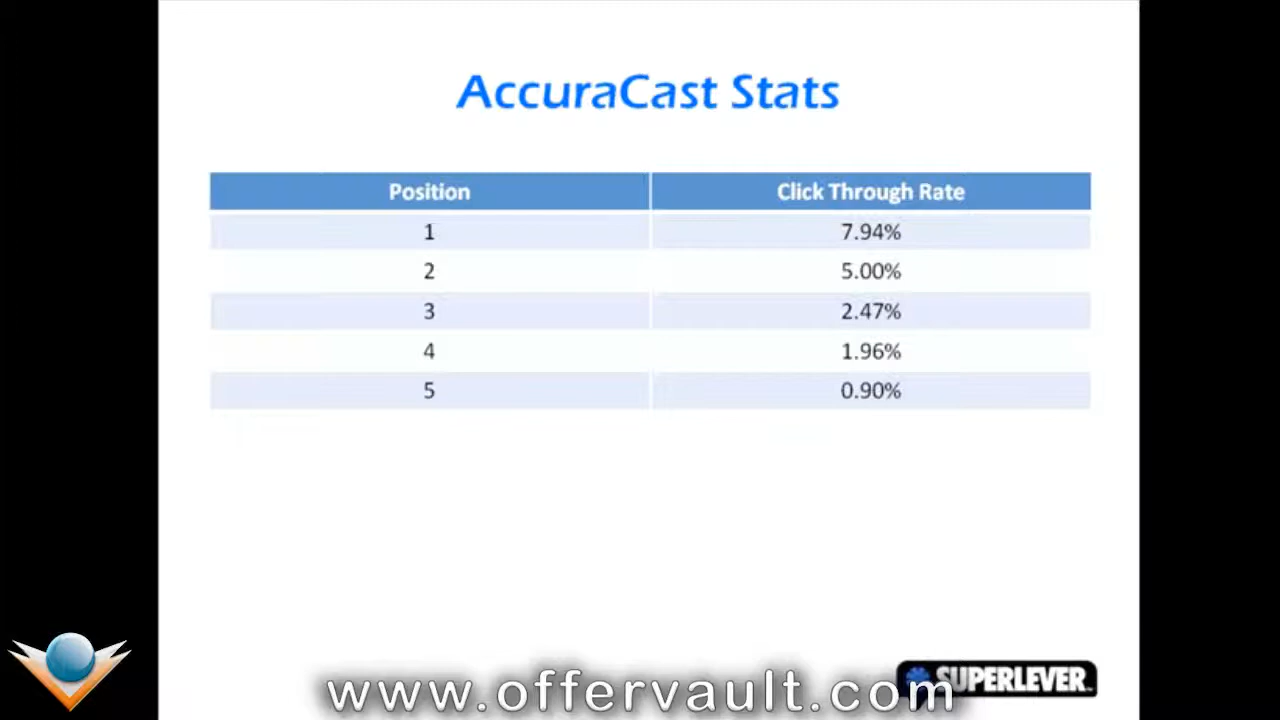 AccuraCast Stats
Position Click Through Rate
1 7.94%
2 5.00%
3 2.47%
4 1.96%
5 0.90%
SUPERLEVER
www.offervault.com